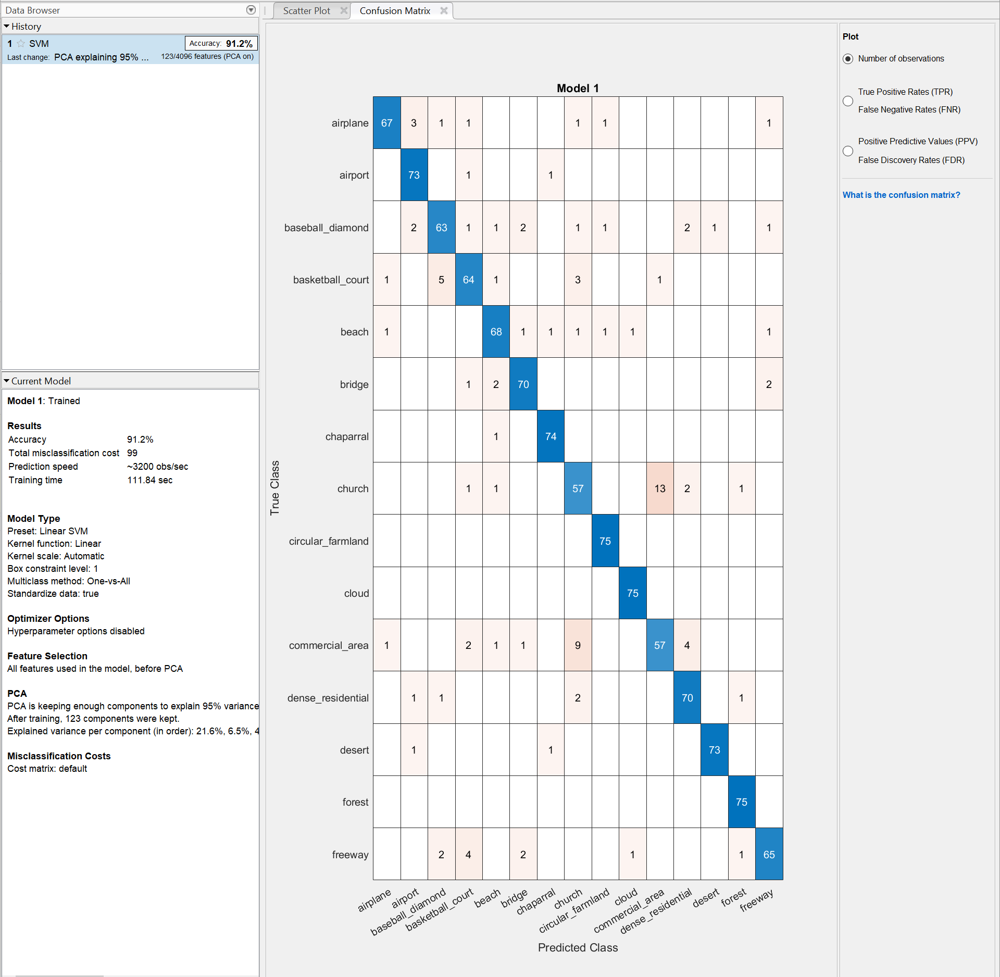 Data Browser
History
1 SVM Accuracy: 91.2%
Last change: PCA explaining 95% ... 123/4096 features (PCA on)
Current Model
Model 1: Trained
Results
Accuracy 91.2%
Total misclassification cost 99
Prediction speed ~3200 obs/sec
Training time 111.84 sec
Model Type
Preset: Linear SVM
Kernel function: Linear
Kernel scale: Automatic
Box constraint level: 1
Multiclass method: One-vs-All
Standardize data: true
Optimizer Options
Hyperparameter options disabled
Feature Selection
All features used in the model, before PCA
PCA
PCA is keeping enough components to explain 95% variance
After training, 123 components were kept.
Explained variance per component (in order): 21.6%, 6.5%, 4
Misclassification Costs
Cost matrix: default
Scatter Plot
Confusion Matrix
Model 1
True Class
airplane 67 3 1 1 1 1 1
airport 73 1 1
baseball_diamond 2 63 1 1 2 1 1 2 1 1
basketball_court 1 5 64 1 3 1
beach 1 68 1 1 1 1 1 1
bridge 1 2 70 2
chaparral 1 74
church 1 1 57 13 2 1
circular_farmland 75
cloud 75
commercial_area 1 2 1 1 9 57 4
dense_residential 1 1 2 70 1
desert 1 1 73
forest 75
freeway 2 4 2 1 1 65
airplane
airport
baseball_diamond
basketball_court
beach
bridge
chaparral
church
circular_farmland
cloud
commercial_area
dense_residential
desert
forest
freeway
Predicted Class
Plot
Number of observations
True Positive Rates (TPR)
False Negative Rates (FNR)
Positive Predictive Values (PPV)
False Discovery Rates (FDR)
What is the confusion matrix?